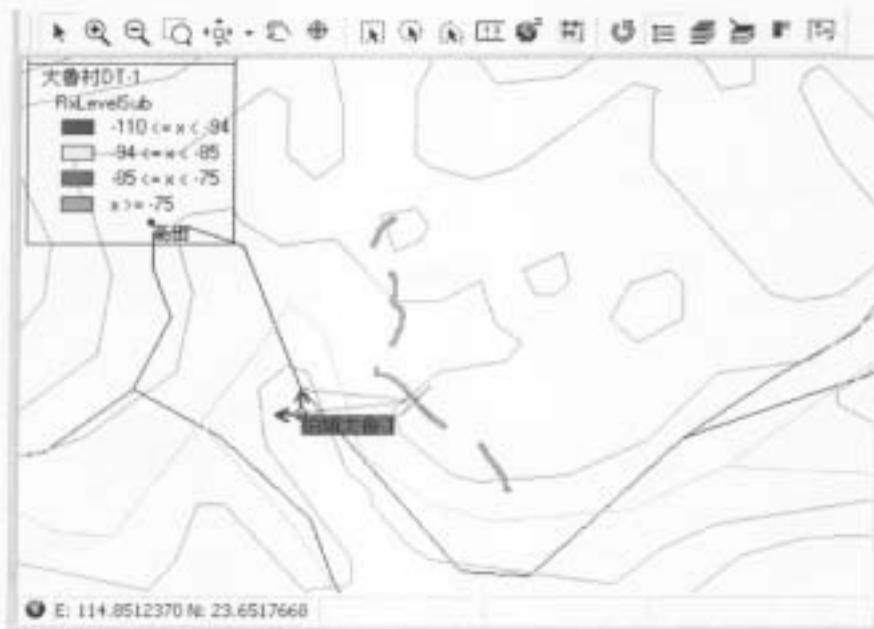 大鲁村DT-1
RxLevelSub
-110 <= x < -94
-94 <= x < -85
-85 <= x < -75
x >= -75
E: 114.8512370 N: 23.6517668